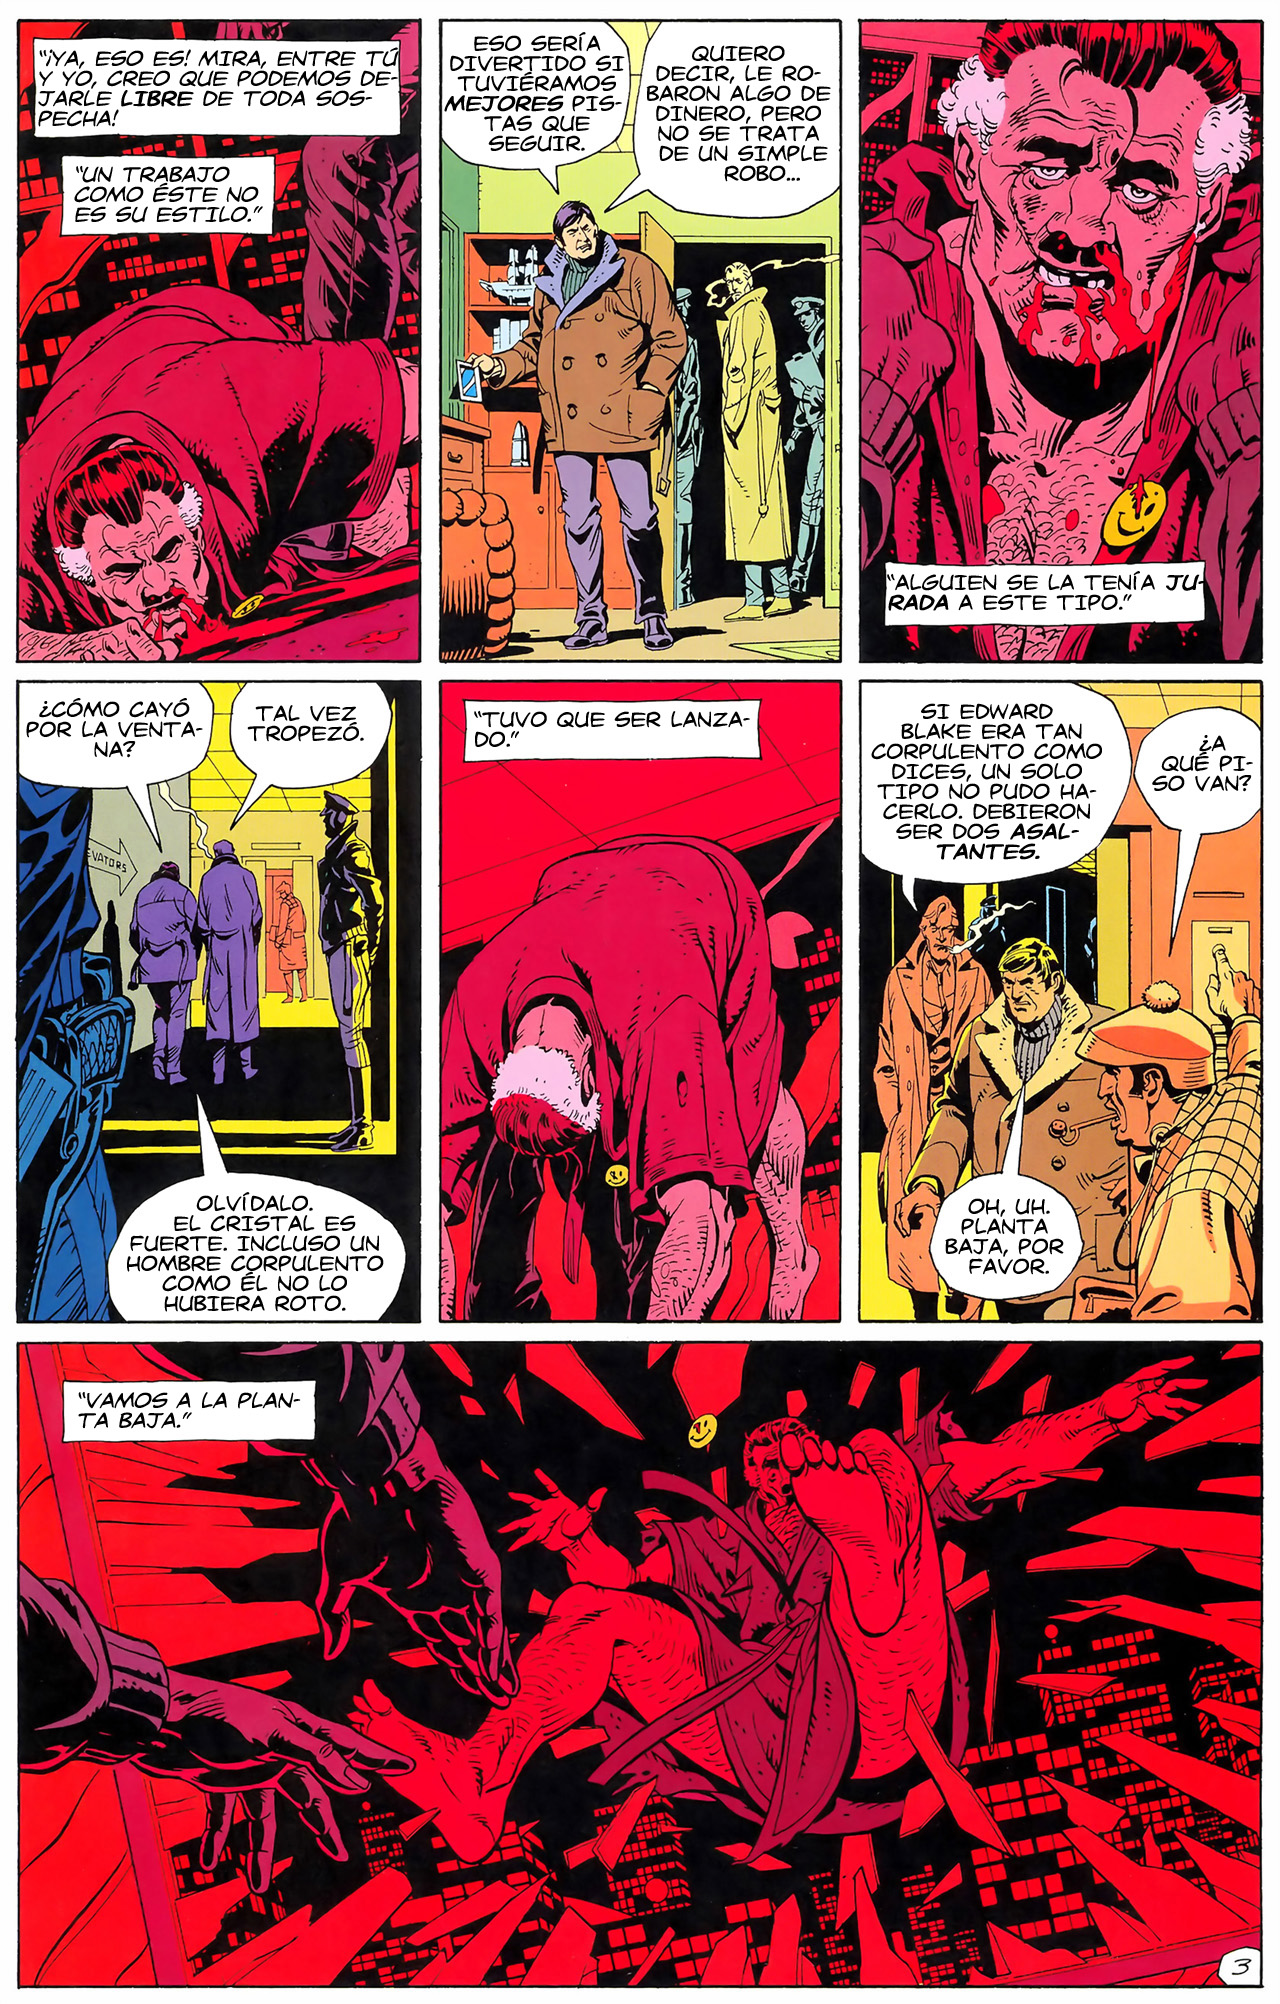 "¡YA, ESO ES! MIRA, ENTRE TÚ
Y YO, CREO QUE PODEMOS DE-
JARLE LIBRE DE TODA SOS-
PECHA!
"UN TRABAJO
COMO ÉSTE NO
ES SU ESTILO."
ESO SERÍA
DIVERTIDO SI
TUVIÉRAMOS
MEJORES PIS-
TAS QUE
SEGUIR.
QUIERO
DECIR, LE RO-
BARON ALGO DE
DINERO, PERO
NO SE TRATA
DE UN SIMPLE
ROBO...
"ALGUIEN SE LA TENÍA JU-
RADA A ESTE TIPO."
¿CÓMO CAYÓ
POR LA VENTA-
NA?
TAL VEZ
TROPEZÓ.
EVATORS
OLVÍDALO.
EL CRISTAL ES
FUERTE. INCLUSO UN
HOMBRE CORPULENTO
COMO ÉL NO LO
HUBIERA ROTO.
"TUVO QUE SER LANZA-
DO."
SI EDWARD
BLAKE ERA TAN
CORPULENTO COMO
DICES, UN SOLO
TIPO NO PUDO HA-
CERLO. DEBIERON
SER DOS ASAL-
TANTES.
¿A
QUÉ PI-
SO VAN?
OH, UH.
PLANTA
BAJA, POR
FAVOR.
"VAMOS A LA PLAN-
TA BAJA."
3